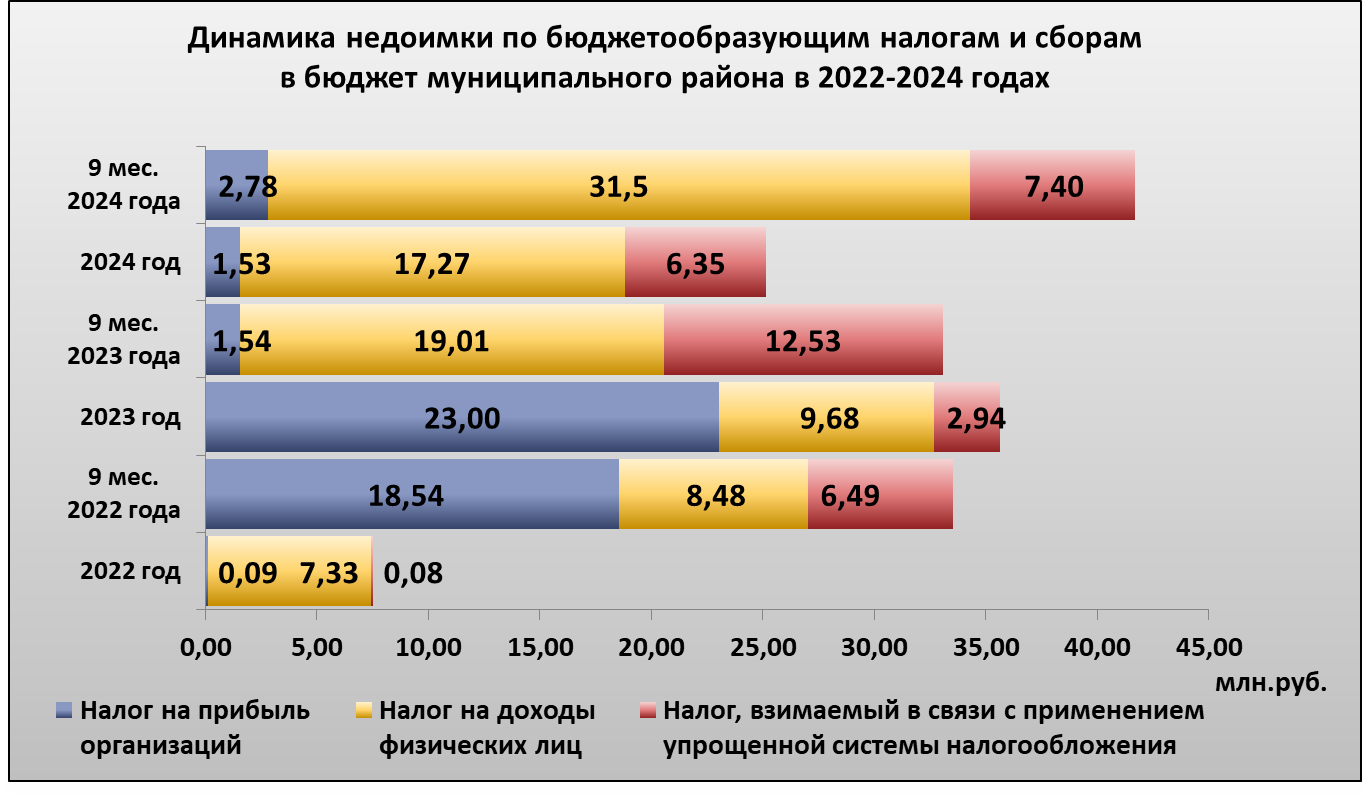 Динамика недоимки по бюджетообразующим налогам и сборам
в бюджет муниципального района в 2022-2024 годах
9 мес.
2024 года
2,78 31,5 7,40
2024 год
1,53 17,27 6,35
9 мес.
2023 года
1,54 19,01 12,53
2023 год
23,00 9,68 2,94
9 мес.
2022 года
18,54 8,48 6,49
2022 год
0,09 7,33 0,08
0,00 5,00 10,00 15,00 20,00 25,00 30,00 35,00 40,00 45,00
млн.руб.
Налог на прибыль
организаций
Налог на доходы
физических лиц
Налог, взимаемый в связи с применением
упрощенной системы налогообложения